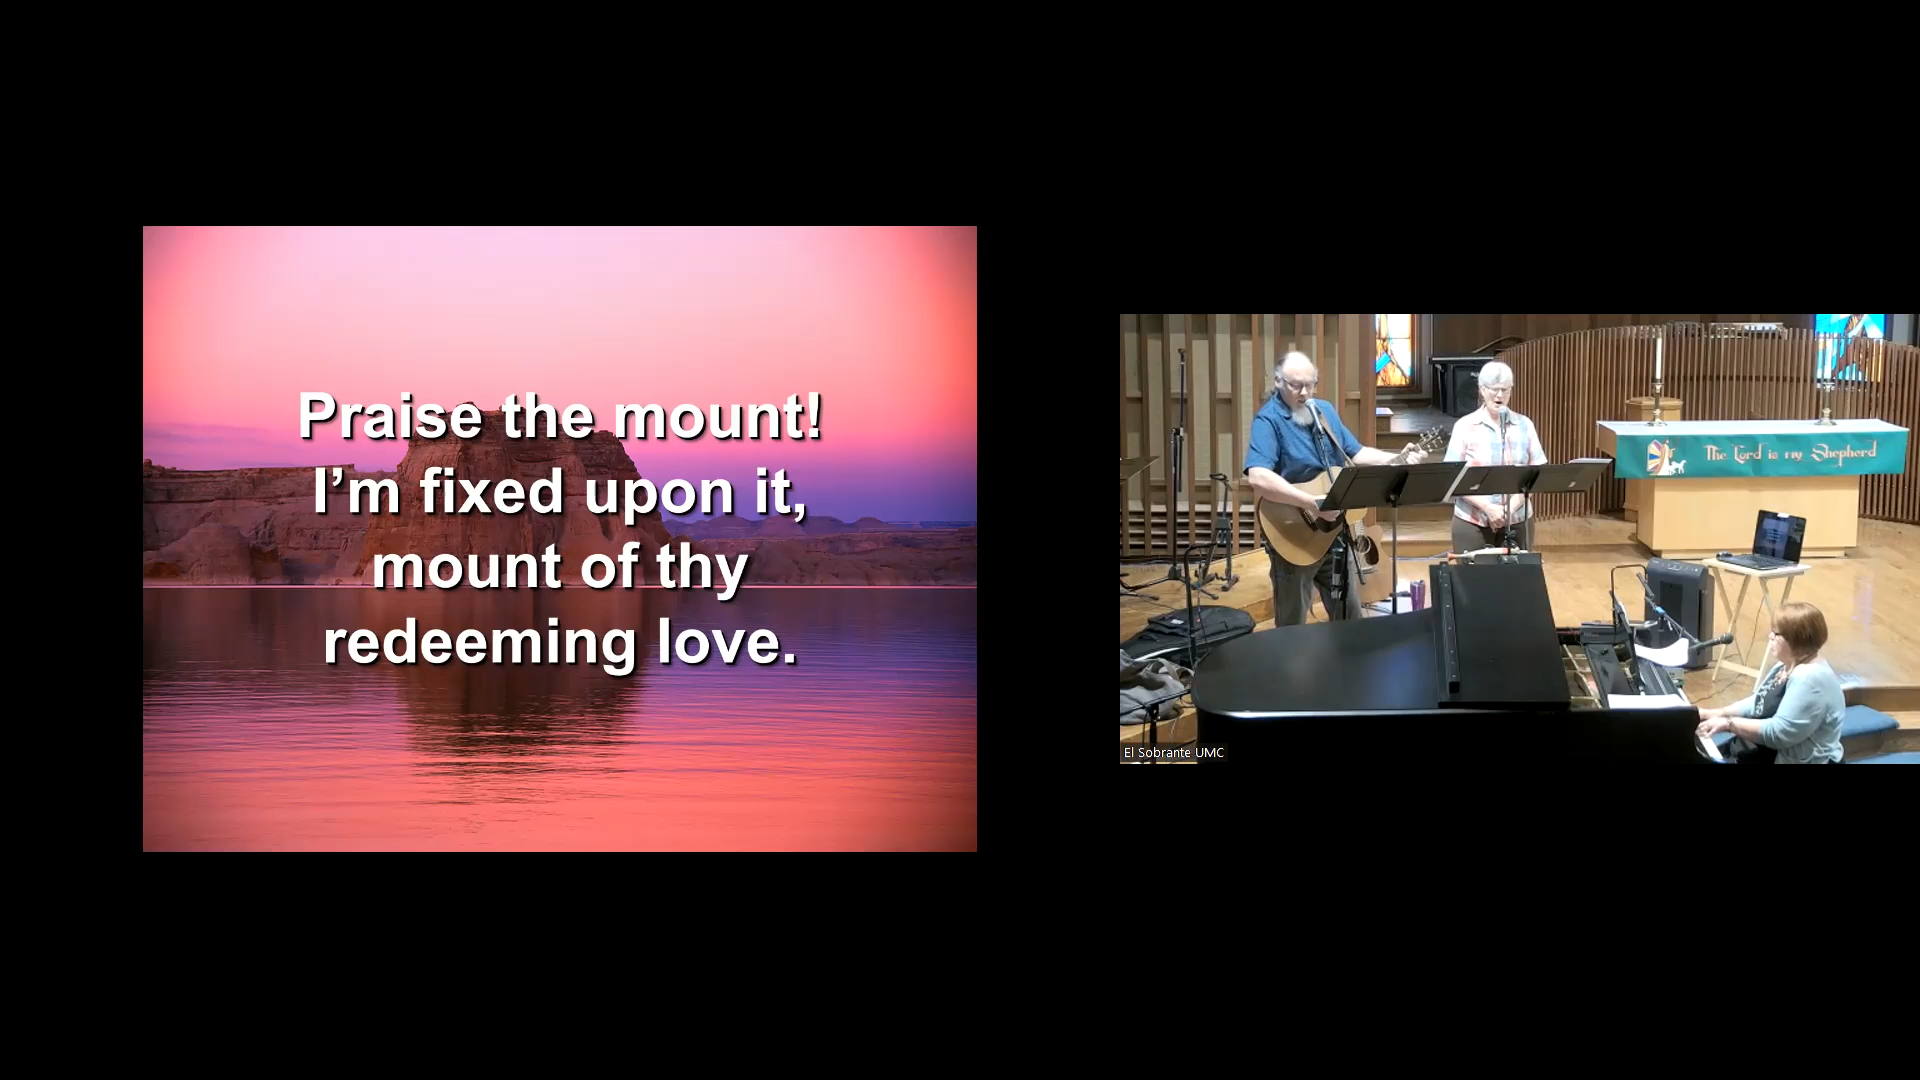 Praise the mount!
I’m fixed upon it,
mount of thy
redeeming love.
The Lord is my Shepherd
El Sobrante UMC